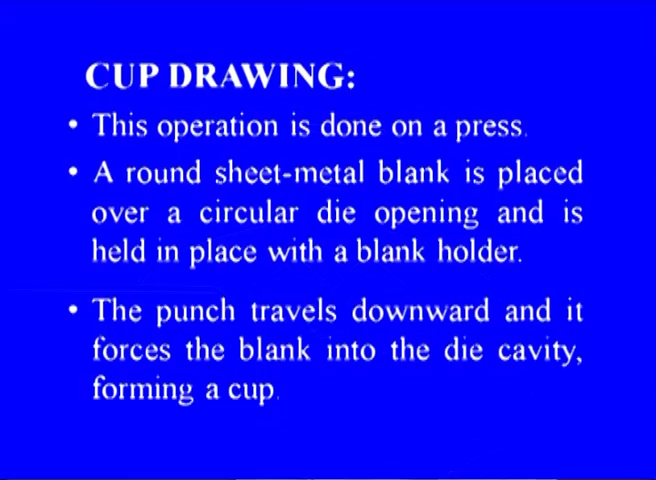 CUP DRAWING:
• This operation is done on a press.
• A round sheet-metal blank is placed
over a circular die opening and is
held in place with a blank holder.
• The punch travels downward and it
forces the blank into the die cavity,
forming a cup.